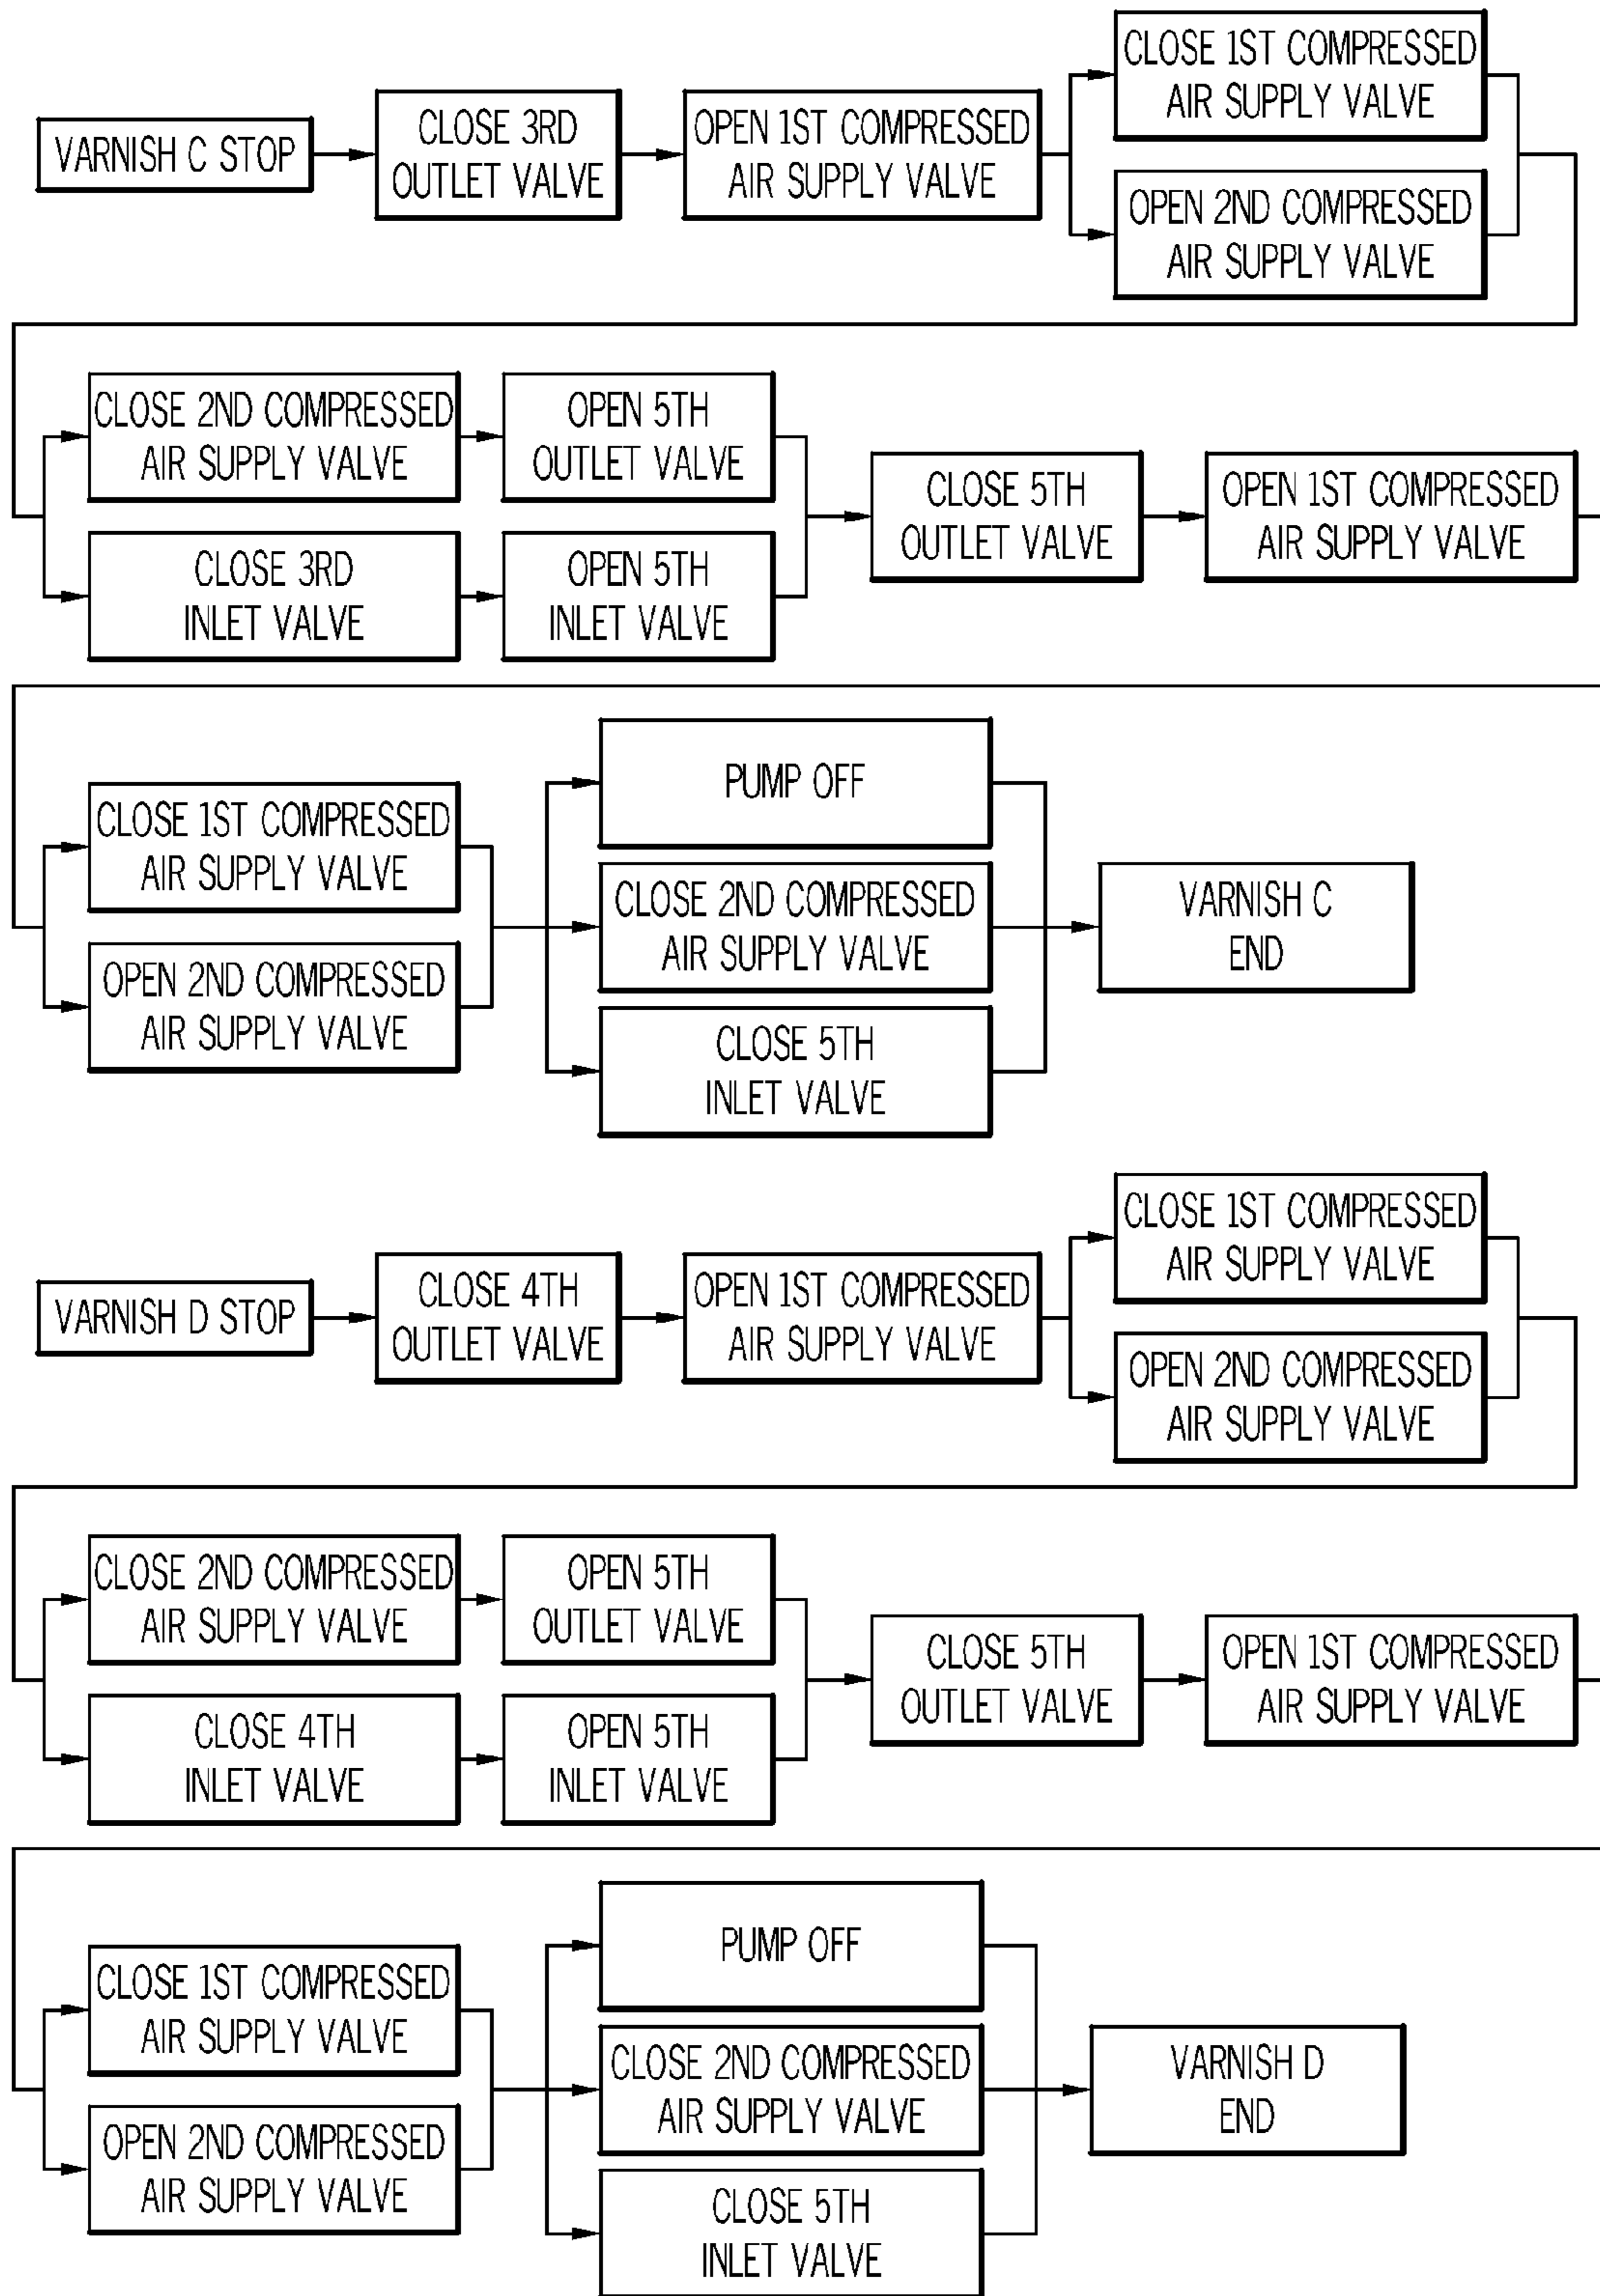 VARNISH C STOP
CLOSE 3RD
OUTLET VALVE
OPEN 1ST COMPRESSED
AIR SUPPLY VALVE
CLOSE 1ST COMPRESSED
AIR SUPPLY VALVE
OPEN 2ND COMPRESSED
AIR SUPPLY VALVE
CLOSE 2ND COMPRESSED
AIR SUPPLY VALVE
OPEN 5TH
OUTLET VALVE
CLOSE 3RD
INLET VALVE
OPEN 5TH
INLET VALVE
CLOSE 5TH
OUTLET VALVE
OPEN 1ST COMPRESSED
AIR SUPPLY VALVE
CLOSE 1ST COMPRESSED
AIR SUPPLY VALVE
OPEN 2ND COMPRESSED
AIR SUPPLY VALVE
PUMP OFF
CLOSE 2ND COMPRESSED
AIR SUPPLY VALVE
CLOSE 5TH
INLET VALVE
VARNISH C
END
VARNISH D STOP
CLOSE 4TH
OUTLET VALVE
OPEN 1ST COMPRESSED
AIR SUPPLY VALVE
CLOSE 1ST COMPRESSED
AIR SUPPLY VALVE
OPEN 2ND COMPRESSED
AIR SUPPLY VALVE
CLOSE 2ND COMPRESSED
AIR SUPPLY VALVE
OPEN 5TH
OUTLET VALVE
CLOSE 4TH
INLET VALVE
OPEN 5TH
INLET VALVE
CLOSE 5TH
OUTLET VALVE
OPEN 1ST COMPRESSED
AIR SUPPLY VALVE
CLOSE 1ST COMPRESSED
AIR SUPPLY VALVE
OPEN 2ND COMPRESSED
AIR SUPPLY VALVE
PUMP OFF
CLOSE 2ND COMPRESSED
AIR SUPPLY VALVE
CLOSE 5TH
INLET VALVE
VARNISH D
END